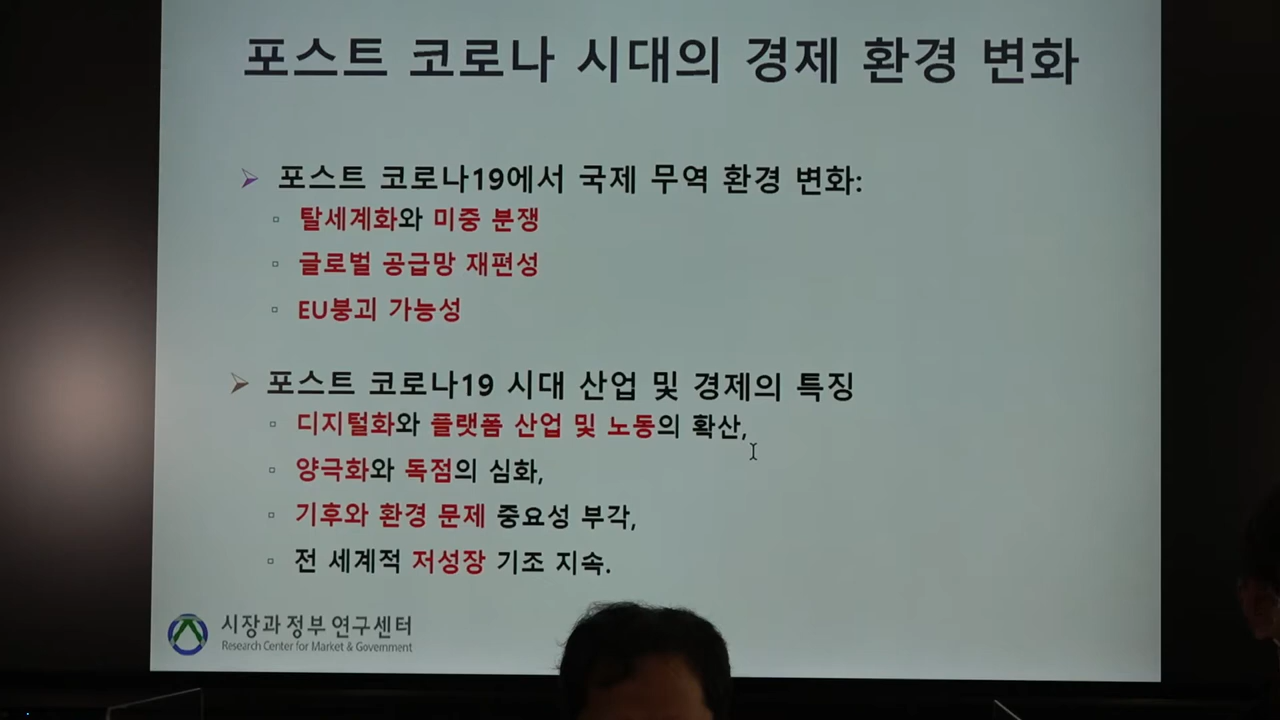 포스트 코로나 시대의 경제 환경 변화
포스트 코로나19에서 국제 무역 환경 변화:
탈세계화와 미중 분쟁
글로벌 공급망 재편성
EU붕괴 가능성
포스트 코로나19 시대 산업 및 경제의 특징
디지털화와 플랫폼 산업 및 노동의 확산,
양극화와 독점의 심화,
기후와 환경 문제 중요성 부각,
전 세계적 저성장 기조 지속.
시장과 정부 연구센터
Research Center for Market & Government